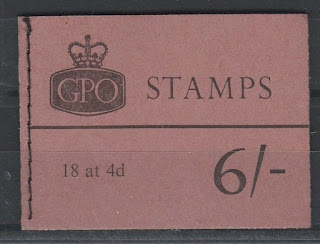 GPO STAMPS
18 at 4d 6/-